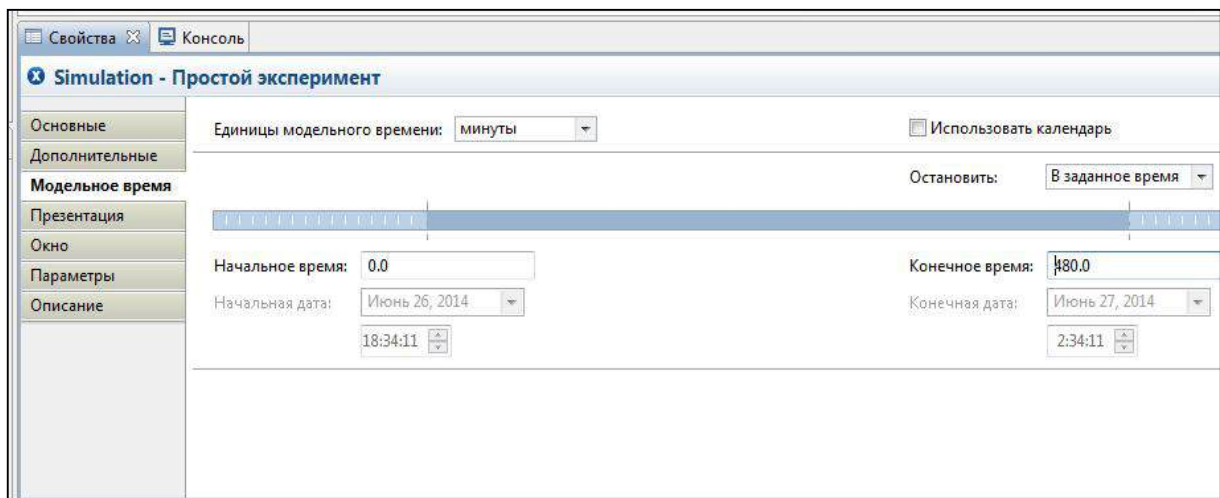 Свойства Консоль
Simulation - Простой эксперимент
Основные
Дополнительные
Модельное время
Презентация
Окно
Параметры
Описание
Единицы модельного времени: минуты Использовать календарь
Остановить: В заданное время
Начальное время: 0.0 Конечное время: 480.0
Начальная дата: Июнь 26, 2014 Конечная дата: Июнь 27, 2014
18:34:11 2:34:11